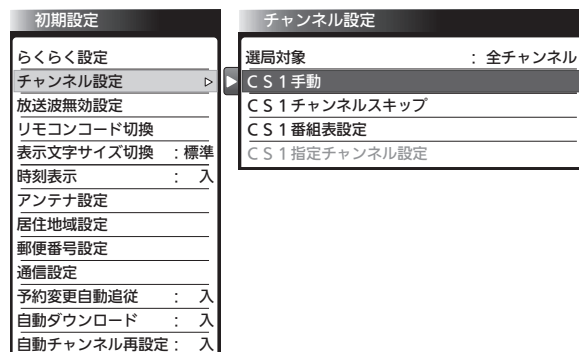 初期設定
らくらく設定
チャンネル設定
放送波無効設定
リモコンコード切換
表示文字サイズ切換 ：標準
時刻表示 ： 入
アンテナ設定
居住地域設定
郵便番号設定
通信設定
予約変更自動追従 ： 入
自動ダウンロード ： 入
自動チャンネル再設定： 入
チャンネル設定
選局対象 ： 全チャンネル
ＣＳ１手動
ＣＳ１チャンネルスキップ
ＣＳ１番組表設定
ＣＳ１指定チャンネル設定